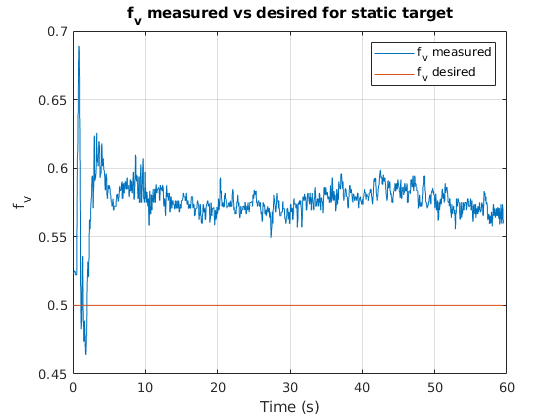 f_v measured vs desired for static target
0.7
0.65
0.6
0.55
0.5
0.45
f_v
f_v measured
f_v desired
0 10 20 30 40 50 60
Time (s)